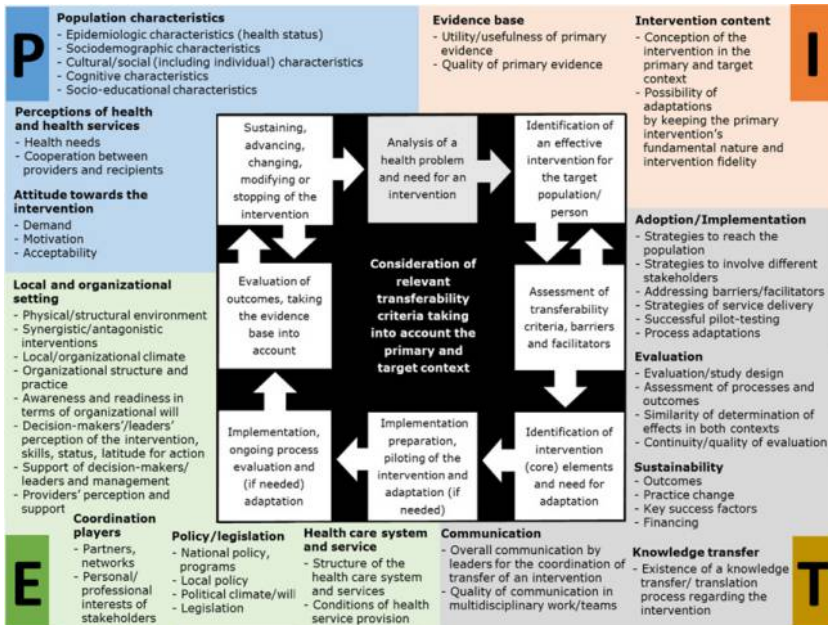 P
Population characteristics
- Epidemiologic characteristics (health status)
- Sociodemographic characteristics
- Cultural/social (including individual) characteristics
- Cognitive characteristics
- Socio-educational characteristics
Perceptions of health
and health services
- Health needs
- Cooperation between
providers and recipients
Attitude towards the
intervention
- Demand
- Motivation
- Acceptability
Evidence base
- Utility/usefulness of primary
evidence
- Quality of primary evidence
Intervention content
- Conception of the
intervention in the
primary and target
context
- Possibility of
adaptations
by keeping the primary
intervention's
fundamental nature and
intervention fidelity
I
Sustaining,
advancing,
changing,
modifying or
stopping of the
intervention
Analysis of a
health problem
and need for an
intervention
Identification of
an effective
intervention for
the target
population/
person
Evaluation of
outcomes, taking
the evidence
base into
account
Consideration of
relevant
transferability
criteria taking
into account the
primary and
target context
Assessment of
transferability
criteria, barriers
and facilitators
Implementation,
ongoing process
evaluation and
(if needed)
adaptation
Implementation
preparation,
piloting of the
intervention and
adaptation (if
needed)
Identification of
intervention
(core) elements
and need for
adaptation
Local and organizational
setting
- Physical/structural environment
- Synergistic/antagonistic
interventions
- Local/organizational climate
- Organizational structure and
practice
- Awareness and readiness in
terms of organizational will
- Decision-makers'/leaders'
perception of the intervention,
skills, status, latitude for action
- Support of decision-makers/
leaders and management
- Providers' perception and
support
E
Coordination
players
- Partners,
networks
- Personal/
professional
interests of
stakeholders
Policy/legislation
- National policy,
programs
- Local policy
- Political climate/will
- Legislation
Health care system
and service
- Structure of the
health care system
and services
- Conditions of health
service provision
Adoption/Implementation
- Strategies to reach the
population
- Strategies to involve different
stakeholders
- Addressing barriers/facilitators
- Strategies of service delivery
- Successful pilot-testing
- Process adaptations
Evaluation
- Evaluation/study design
- Assessment of processes and
outcomes
- Similarity of determination of
effects in both contexts
- Continuity/quality of evaluation
Sustainability
- Outcomes
- Practice change
- Key success factors
- Financing
Communication
- Overall communication by
leaders for the coordination of
transfer of an intervention
- Quality of communication in
multidisciplinary work/teams
Knowledge transfer
- Existence of a knowledge
transfer/ translation
process regarding the
intervention
T